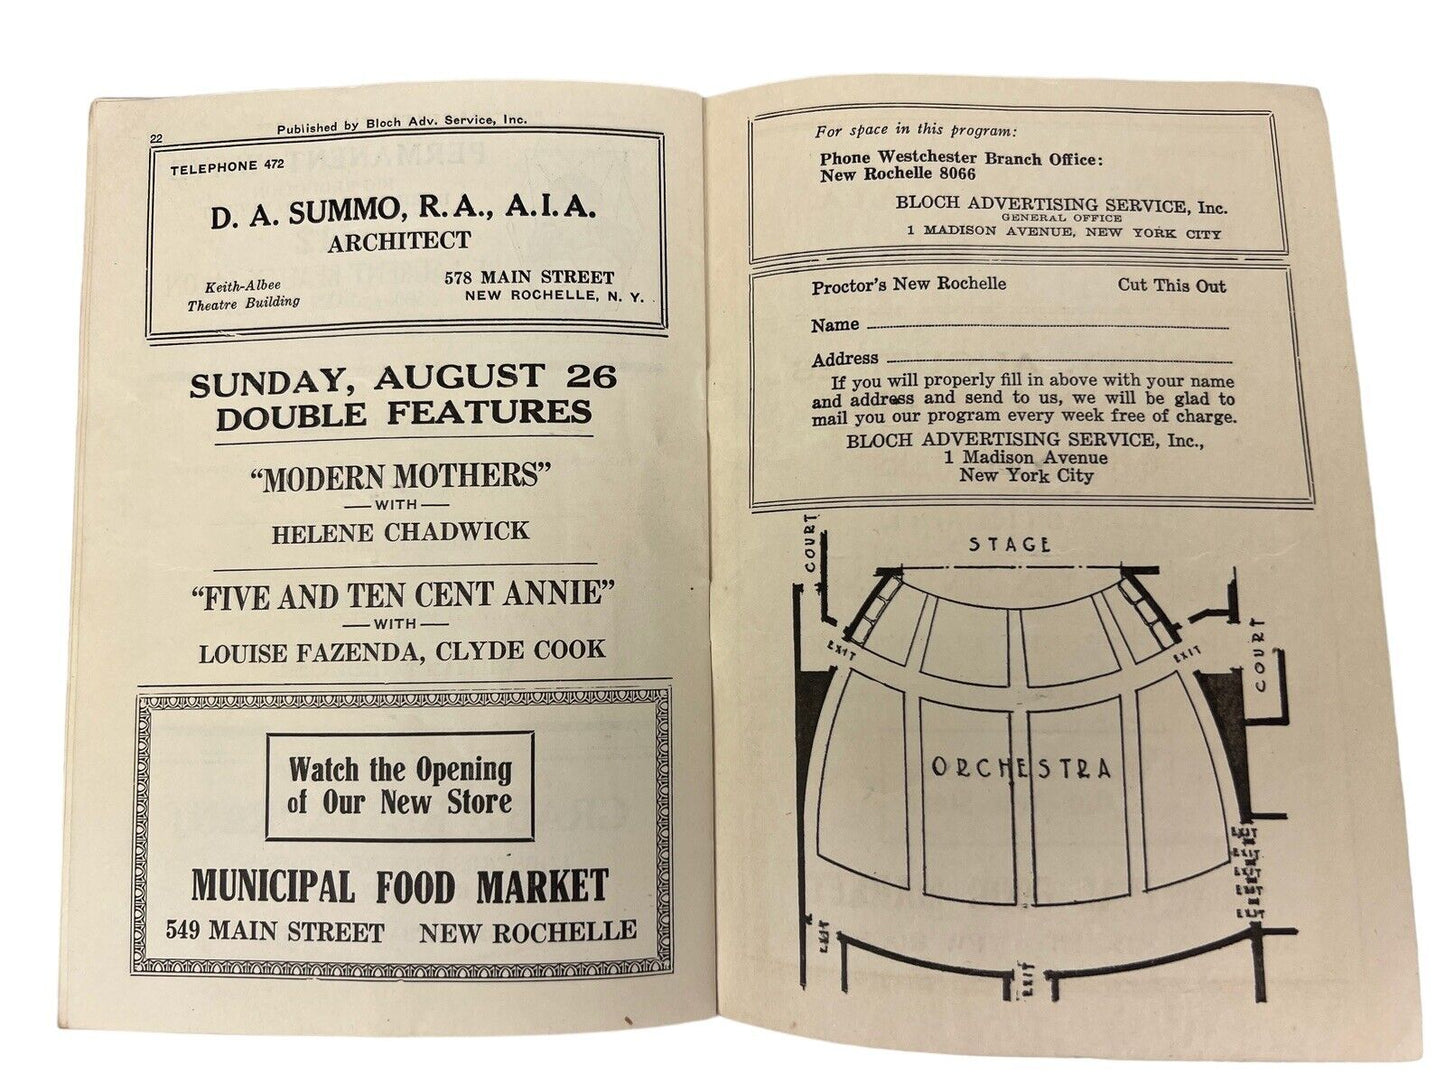 22
Published by Bloch Adv. Service, Inc.
TELEPHONE 472
D. A. SUMMO, R. A., A. I. A.
ARCHITECT
Keith-Albee
Theatre Building
578 MAIN STREET
NEW ROCHELLE, N. Y.
SUNDAY, AUGUST 26
DOUBLE FEATURES
"MODERN MOTHERS"
WITH
HELENE CHADWICK
"FIVE AND TEN CENT ANNIE"
WITH
LOUISE FAZENDA, CLYDE COOK
Watch the Opening
of Our New Store
MUNICIPAL FOOD MARKET
549 MAIN STREET NEW ROCHELLE
For space in this program:
Phone Westchester Branch Office:
New Rochelle 8066
BLOCH ADVERTISING SERVICE, Inc.
GENERAL OFFICE
1 MADISON AVENUE, NEW YORK CITY
Proctor's New Rochelle Cut This Out
Name
Address
If you will properly fill in above with your name
and address and send to us, we will be glad to
mail you our program every week free of charge.
BLOCH ADVERTISING SERVICE, Inc.,
1 Madison Avenue
New York City
COURT
STAGE
EXIT
EXIT
COURT
ORCHESTRA
EXIT
EXIT
EXIT
EXIT
EXIT
EXIT
EXIT